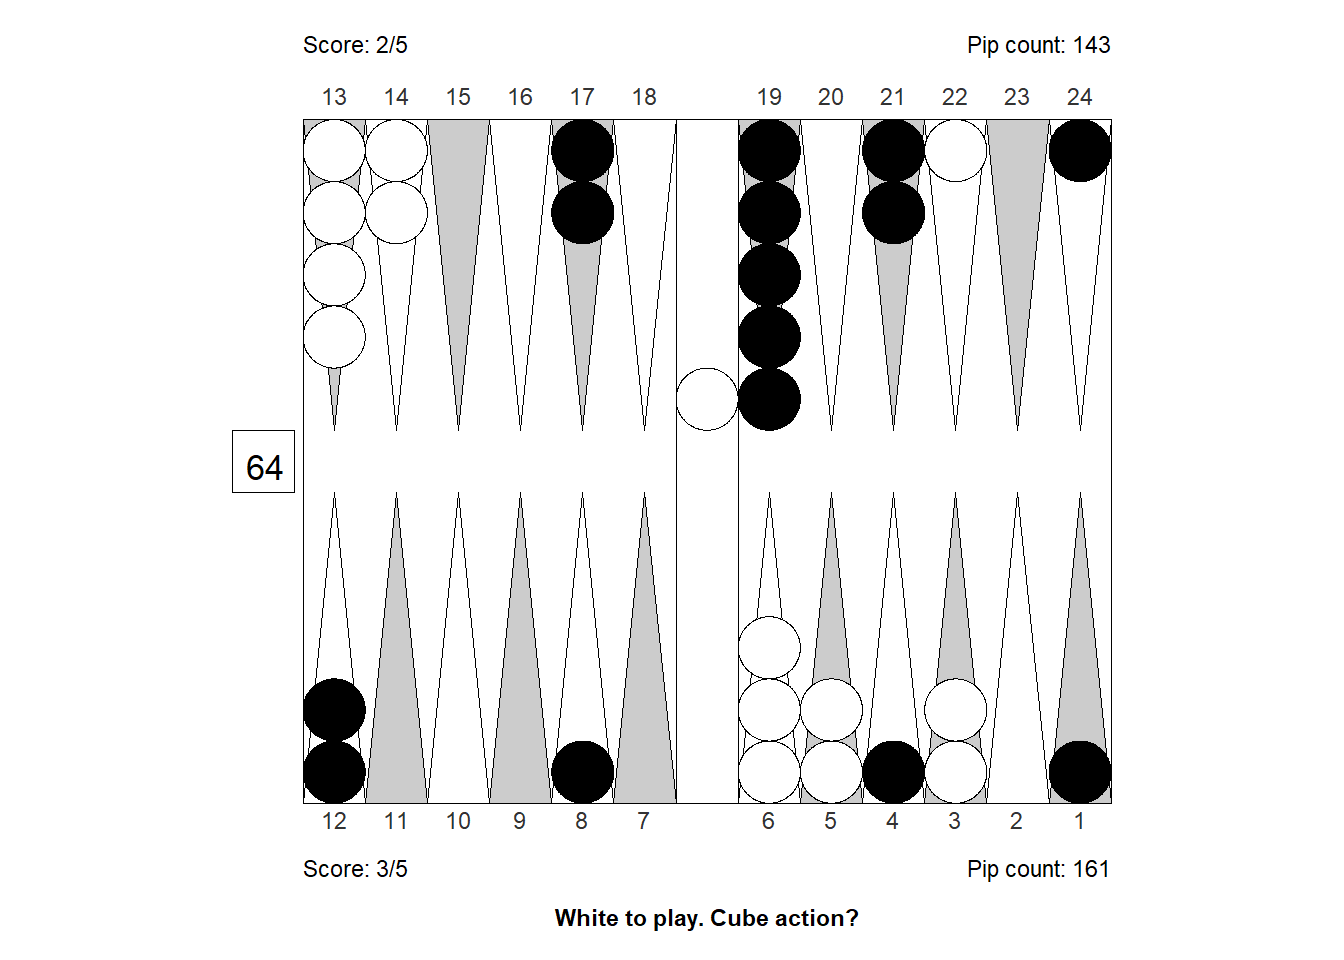 Score: 2/5 Pip count: 143
13 14 15 16 17 18 19 20 21 22 23 24
64
12 11 10 9 8 7 6 5 4 3 2 1
Score: 3/5 Pip count: 161
White to play. Cube action?